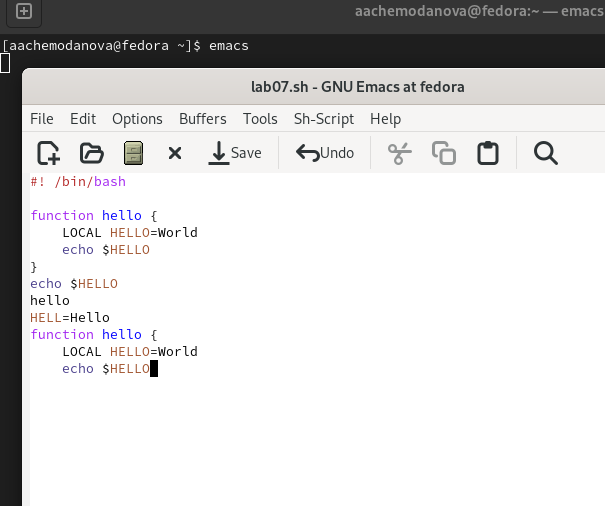 aachemodanova@fedora:~ — emacs
[aachemodanova@fedora ~]$ emacs
lab07.sh - GNU Emacs at fedora
File Edit Options Buffers Tools Sh-Script Help
Save Undo
#! /bin/bash
function hello {
    LOCAL HELLO=World
    echo $HELLO
}
echo $HELLO
hello
HELL=Hello
function hello {
    LOCAL HELLO=World
    echo $HELLO